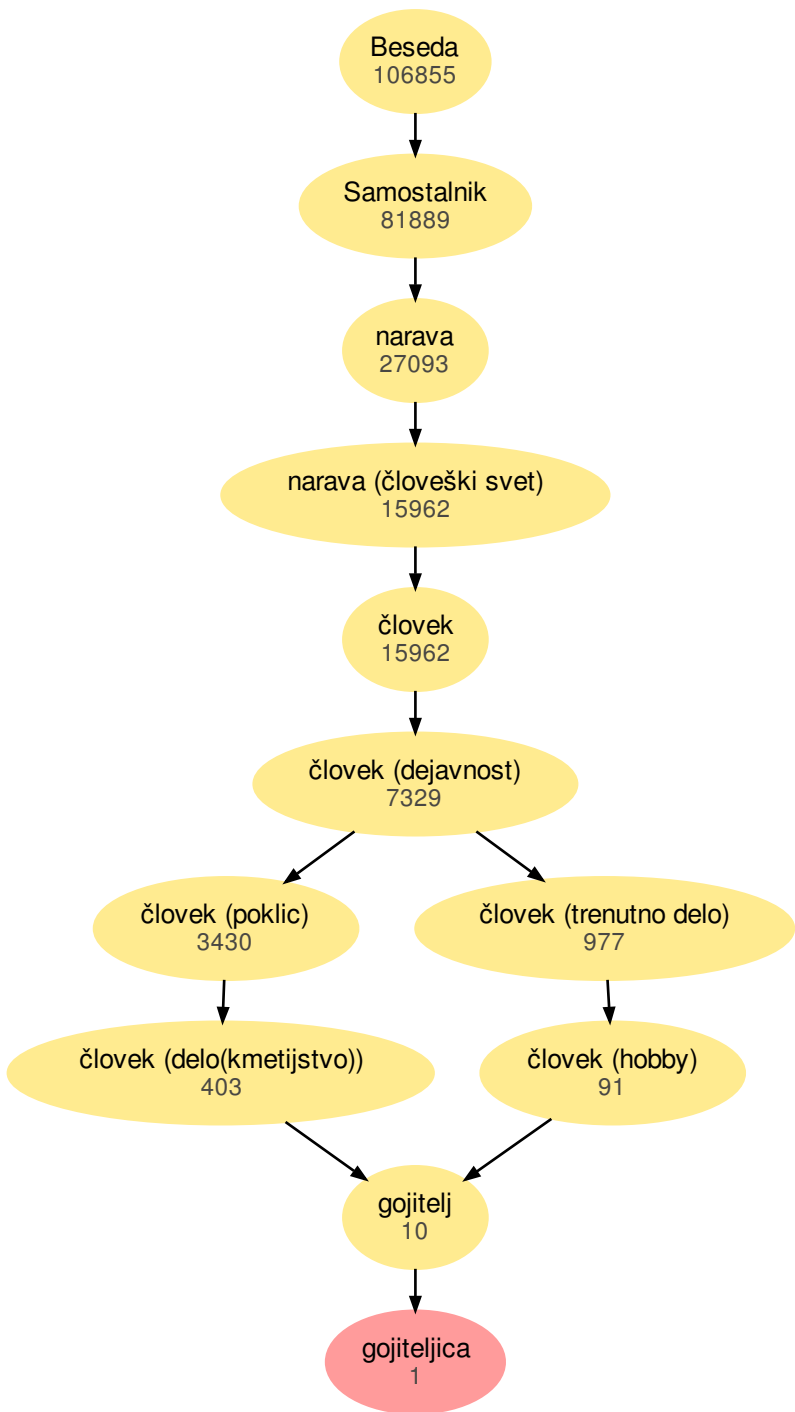 Beseda
106855
Samostalnik
81889
narava
27093
narava (človeški svet)
15962
človek
15962
človek (dejavnost)
7329
človek (poklic)
3430
človek (trenutno delo)
977
človek (delo(kmetijstvo))
403
človek (hobby)
91
gojitelj
10
gojiteljica
1